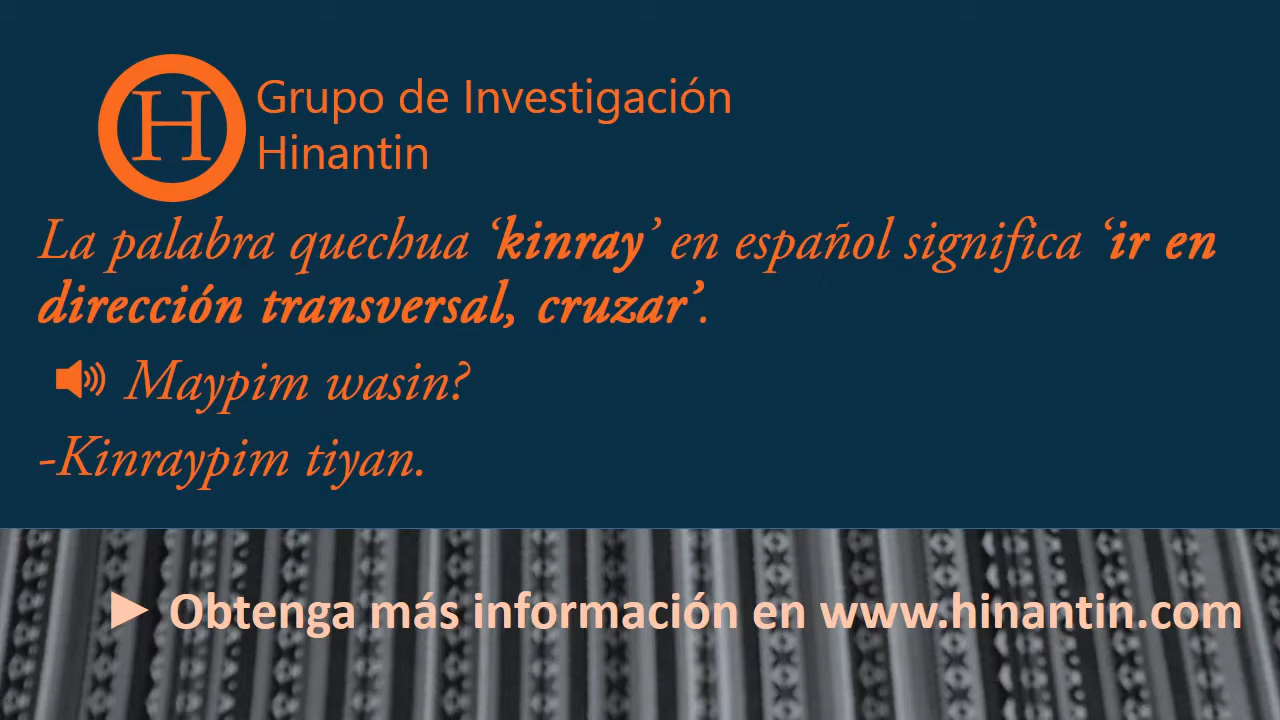 H
Grupo de Investigación
Hinantin
La palabra quechua ‘kinray’ en español significa ‘ir en
dirección transversal, cruzar’.
Maypim wasin?
-Kinraypim tiyan.
Obtenga más información en www.hinantin.com